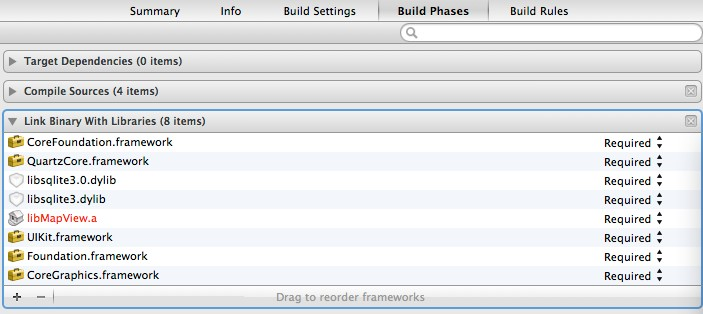 Summary Info Build Settings Build Phases Build Rules
Target Dependencies (0 items)
Compile Sources (4 items)
Link Binary With Libraries (8 items)
CoreFoundation.framework Required
QuartzCore.framework Required
libsqlite3.0.dylib Required
libsqlite3.dylib Required
libMapView.a Required
UIKit.framework Required
Foundation.framework Required
CoreGraphics.framework Required
+ − Drag to reorder frameworks